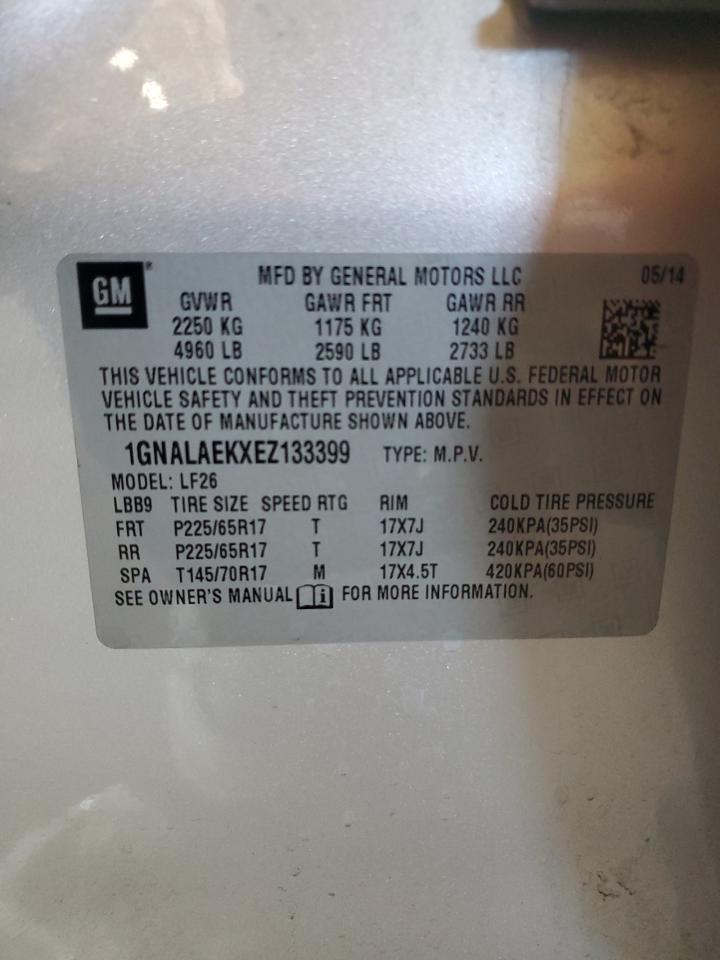 GM
MFD BY GENERAL MOTORS LLC 05/14
GVWR GAWR FRT GAWR RR
2250 KG 1175 KG 1240 KG
4960 LB 2590 LB 2733 LB
THIS VEHICLE CONFORMS TO ALL APPLICABLE U.S. FEDERAL MOTOR
VEHICLE SAFETY AND THEFT PREVENTION STANDARDS IN EFFECT ON
THE DATE OF MANUFACTURE SHOWN ABOVE.
1GNALAEKXEZ133399 TYPE: M.P.V.
MODEL: LF26
LBB9 TIRE SIZE SPEED RTG RIM COLD TIRE PRESSURE
FRT P225/65R17 T 17X7J 240KPA(35PSI)
RR P225/65R17 T 17X7J 240KPA(35PSI)
SPA T145/70R17 M 17X4.5T 420KPA(60PSI)
SEE OWNER'S MANUAL FOR MORE INFORMATION.